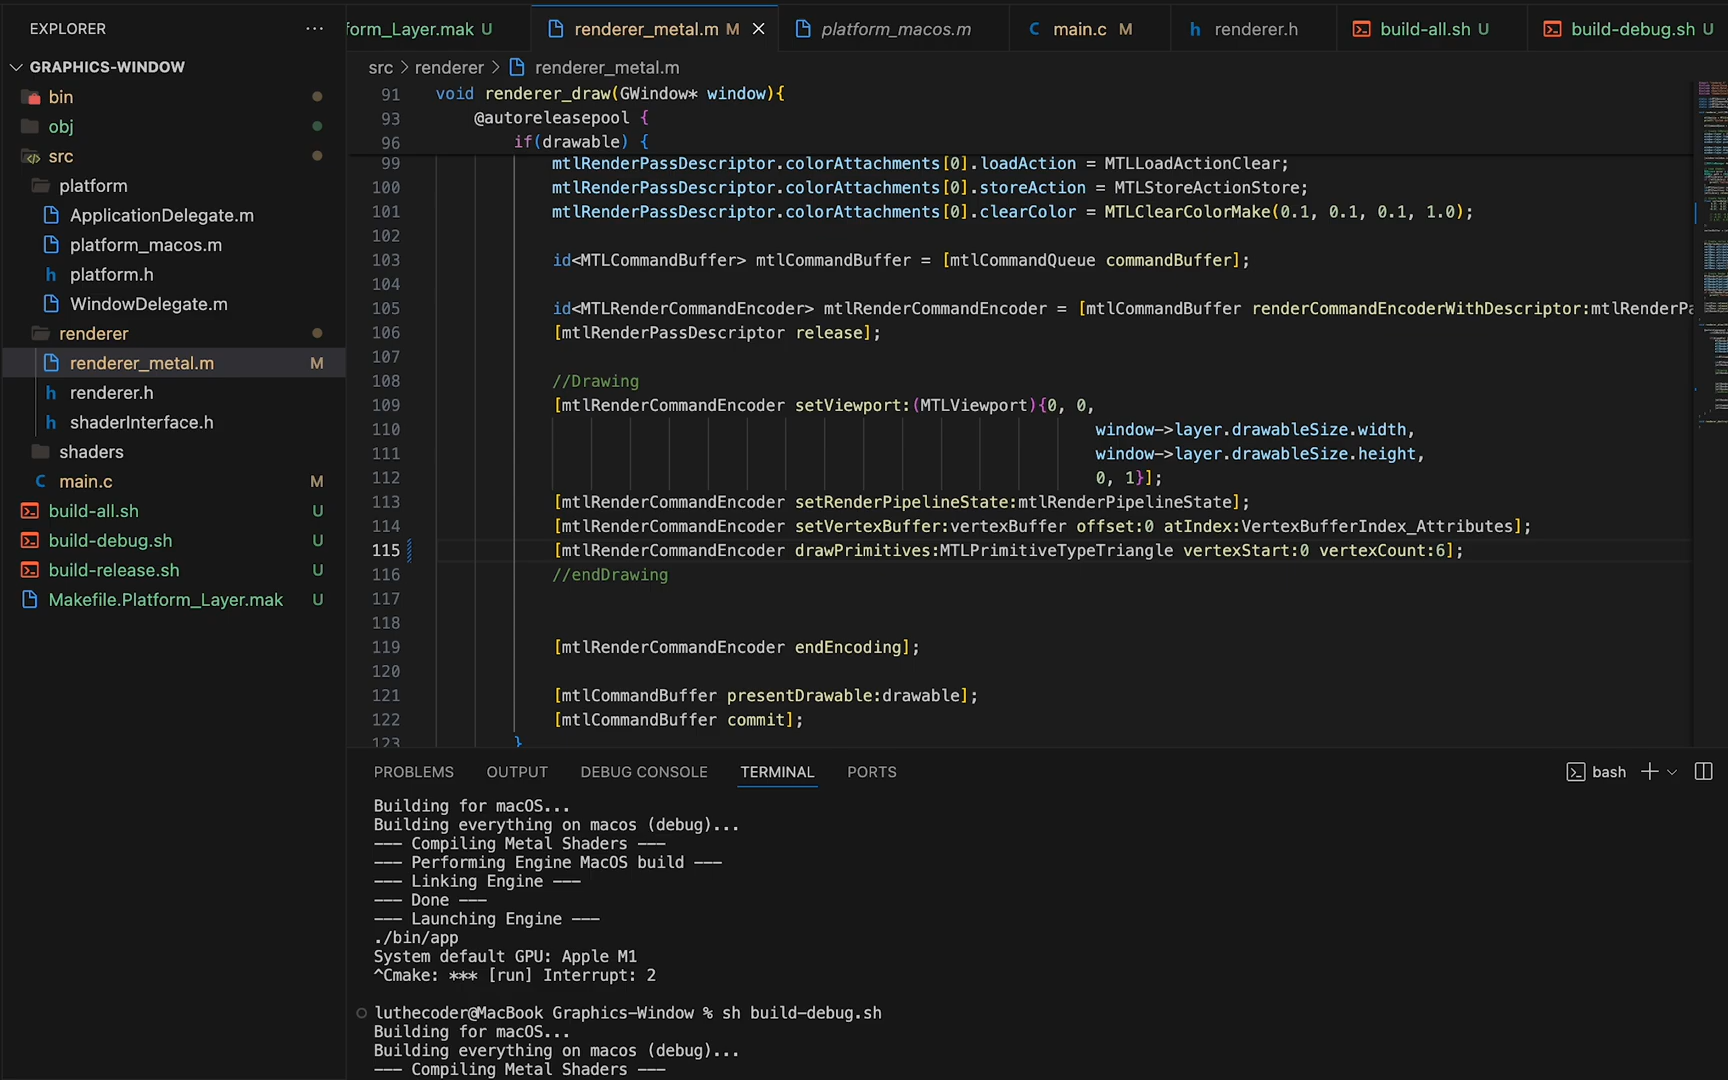 EXPLORER
GRAPHICS-WINDOW
bin
obj
src
platform
ApplicationDelegate.m
platform_macos.m
platform.h
WindowDelegate.m
renderer
renderer_metal.m M
renderer.h
shaderInterface.h
shaders
main.c M
build-all.sh U
build-debug.sh U
build-release.sh U
Makefile.Platform_Layer.mak U
form_Layer.mak U renderer_metal.m M platform_macos.m main.c M renderer.h build-all.sh U build-debug.sh U
src > renderer > renderer_metal.m
91 void renderer_draw(GWindow* window){
93 @autoreleasepool {
96 if(drawable) {
99 mtlRenderPassDescriptor.colorAttachments[0].loadAction = MTLLoadActionClear;
100 mtlRenderPassDescriptor.colorAttachments[0].storeAction = MTLStoreActionStore;
101 mtlRenderPassDescriptor.colorAttachments[0].clearColor = MTLClearColorMake(0.1, 0.1, 0.1, 1.0);
102
103 id<MTLCommandBuffer> mtlCommandBuffer = [mtlCommandQueue commandBuffer];
104
105 id<MTLRenderCommandEncoder> mtlRenderCommandEncoder = [mtlCommandBuffer renderCommandEncoderWithDescriptor:mtlRenderPa
106 [mtlRenderPassDescriptor release];
107
108 //Drawing
109 [mtlRenderCommandEncoder setViewport:(MTLViewport){0, 0,
110 window->layer.drawableSize.width,
111 window->layer.drawableSize.height,
112 0, 1}];
113 [mtlRenderCommandEncoder setRenderPipelineState:mtlRenderPipelineState];
114 [mtlRenderCommandEncoder setVertexBuffer:vertexBuffer offset:0 atIndex:VertexBufferIndex_Attributes];
115 [mtlRenderCommandEncoder drawPrimitives:MTLPrimitiveTypeTriangle vertexStart:0 vertexCount:6];
116 //endDrawing
117
118
119 [mtlRenderCommandEncoder endEncoding];
120
121 [mtlCommandBuffer presentDrawable:drawable];
122 [mtlCommandBuffer commit];
123 }
PROBLEMS OUTPUT DEBUG CONSOLE TERMINAL PORTS bash
Building for macOS...
Building everything on macos (debug)...
--- Compiling Metal Shaders ---
--- Performing Engine MacOS build ---
--- Linking Engine ---
--- Done ---
--- Launching Engine ---
./bin/app
System default GPU: Apple M1
^Cmake: *** [run] Interrupt: 2
luthecoder@MacBook Graphics-Window % sh build-debug.sh
Building for macOS...
Building everything on macos (debug)...
--- Compiling Metal Shaders ---